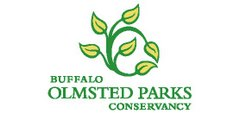 BUFFALO
OLMSTED PARKS
CONSERVANCY